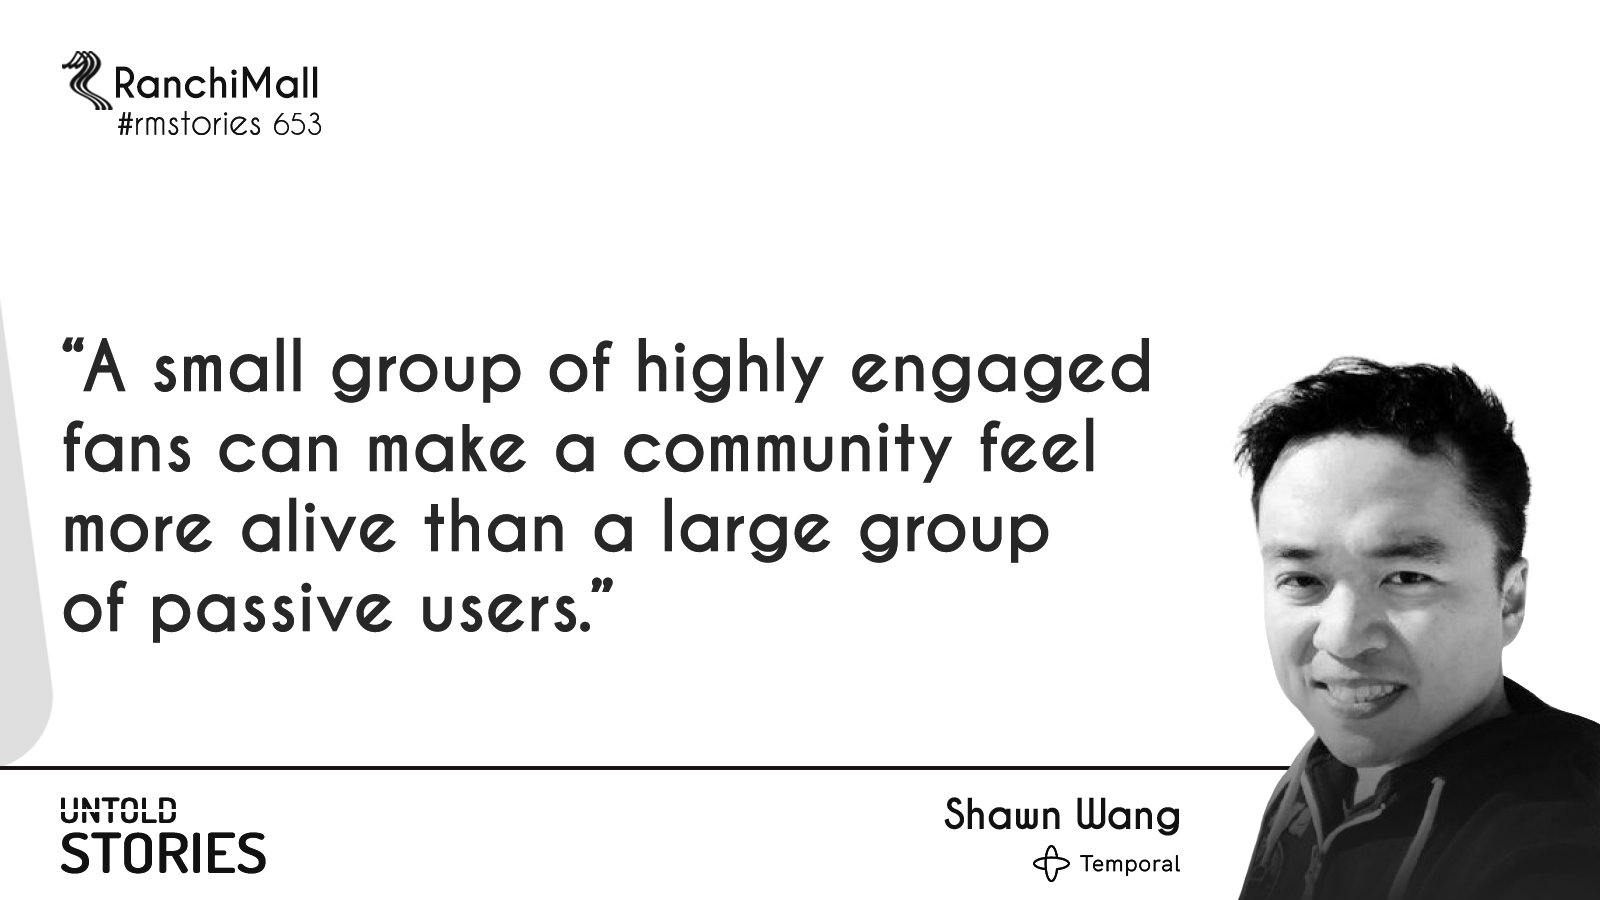 RanchiMall
#rmstories 653
“A small group of highly engaged
fans can make a community feel
more alive than a large group
of passive users.”
UNTOLD
STORIES
Shawn Wang
Temporal